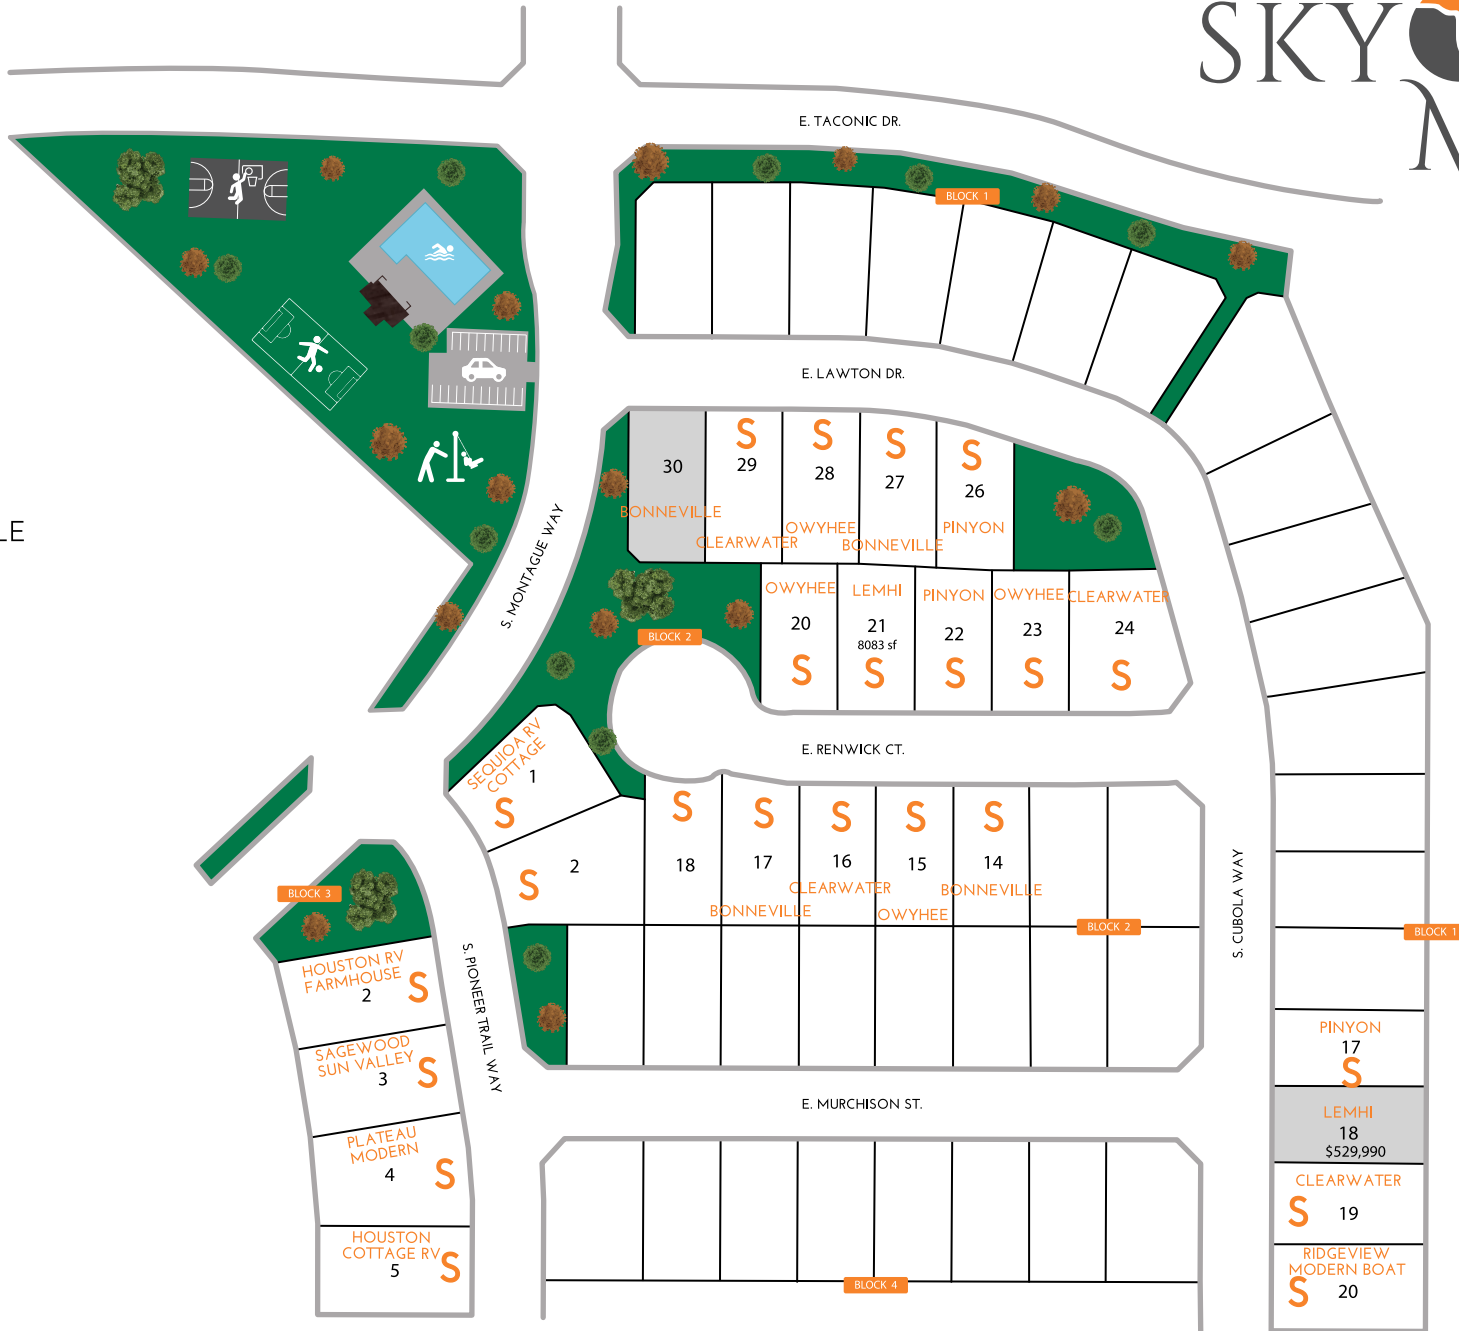 SKY
M
E. TACONIC DR.
BLOCK 1
E. LAWTON DR.
LE
S. MONTAGUE WAY
30
BONNEVILLE
S
29
CLEARWATER
S
28
OWYHEE
S
27
BONNEVILLE
S
26
PINYON
BLOCK 2
OWYHEE
20
S
LEMHI
21
8083 sf
S
PINYON
22
S
OWYHEE
23
S
CLEARWATER
24
S
E. RENWICK CT.
SEQUIOA RV
COTTAGE
1
S
2
S
S
18
S
17
BONNEVILLE
S
16
CLEARWATER
S
15
OWYHEE
S
14
BONNEVILLE
BLOCK 2
S. CUBOLA WAY
BLOCK 1
BLOCK 3
S. PIONEER TRAIL WAY
HOUSTON RV
FARMHOUSE
2
S
SAGEWOOD
SUN VALLEY
3
S
PLATEAU
MODERN
4
S
HOUSTON
COTTAGE RV
5
S
E. MURCHISON ST.
BLOCK 4
PINYON
17
S
LEMHI
18
$529,990
CLEARWATER
S
19
RIDGEVIEW
MODERN BOAT
S
20